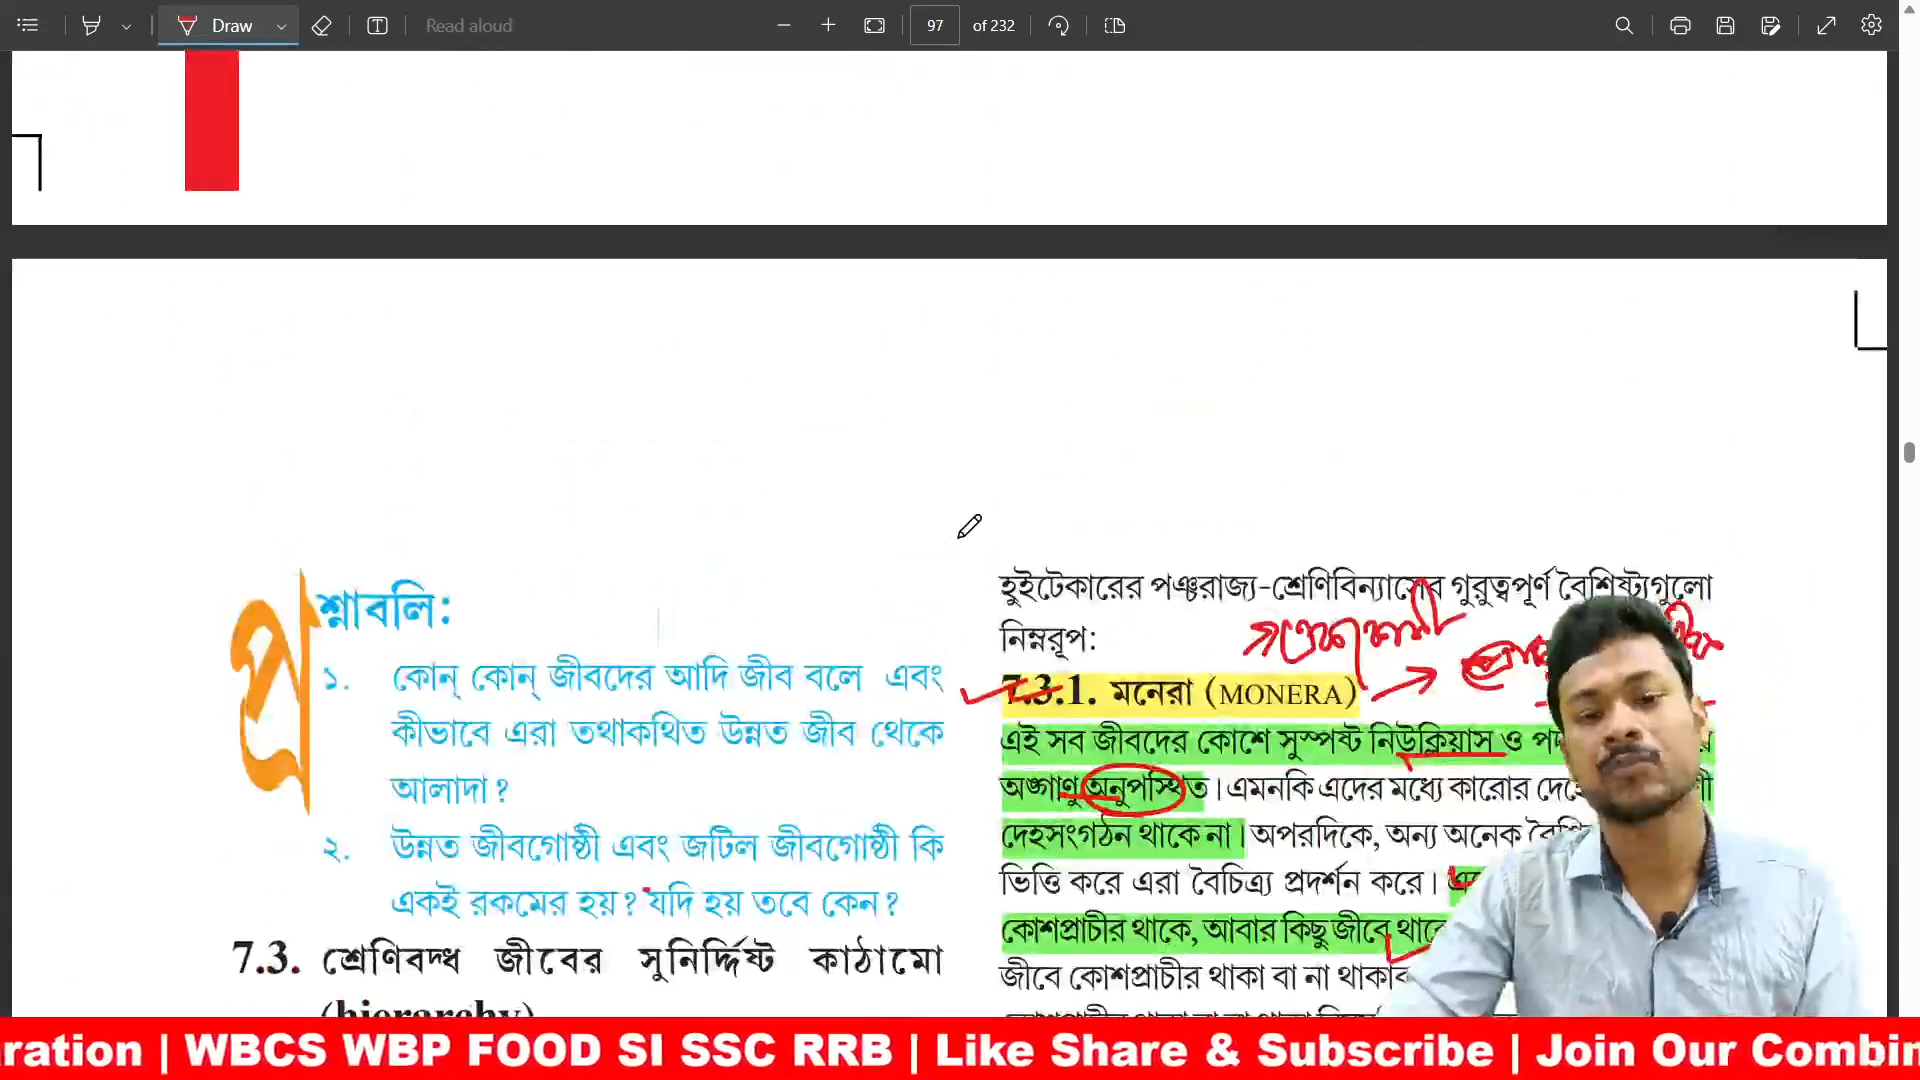 Draw
Read aloud
97 of 232
প্রশ্নাবলি:
১. কোন্ কোন্ জীবদের আদি জীব বলে এবং
কীভাবে এরা তথাকথিত উন্নত জীব থেকে
আলাদা?
২. উন্নত জীবগোষ্ঠী এবং জটিল জীবগোষ্ঠী কি
একই রকমের হয়? যদি হয় তবে কেন?
7.3. শ্রেণিবদ্ধ জীবের সুনির্দ্দিষ্ট কাঠামো
(hierarchy)
হুইটেকারের পঞ্চরাজ্য-শ্রেণিবিন্যাসের গুরুত্বপূর্ণ বৈশিষ্ট্যগুলো
নিম্নরূপ:
7.3.1. মনেরা (MONERA)
এই সব জীবদের কোশে সুস্পষ্ট নিউক্লিয়াস ও
অঙ্গাণু অনুপস্থিত। এমনকি এদের মধ্যে কারোর
দেহসংগঠন থাকে না। অপরদিকে, অন্য অনেক
ভিত্তি করে এরা বৈচিত্র্য প্রদর্শন করে।
কোশপ্রাচীর থাকে, আবার কিছু জীবে
জীবে কোশপ্রাচীর থাকা বা না
aration | WBCS WBP FOOD SI SSC RRB | Like Share & Subscribe | Join Our Combin